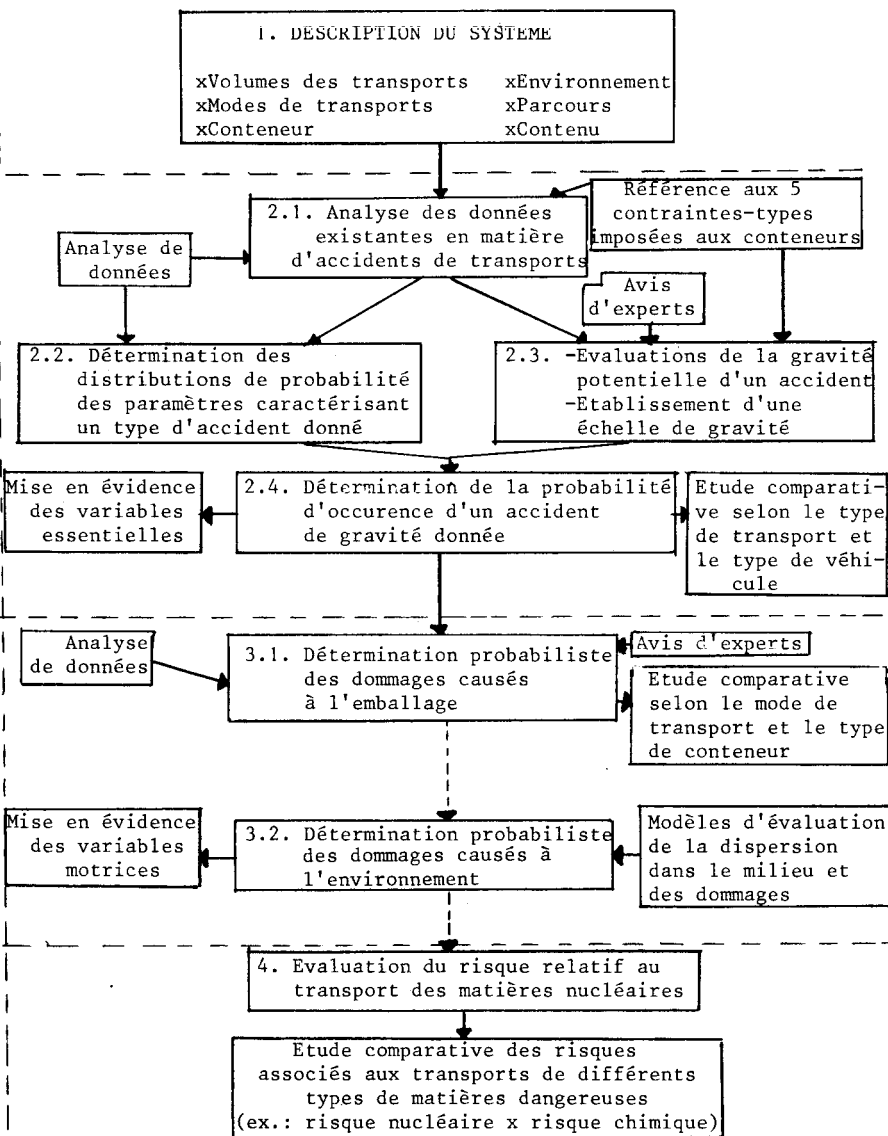 1. DESCRIPTION DU SYSTEME
xVolumes des transports xEnvironnement
xModes de transports xParcours
xConteneur xContenu
2.1. Analyse des données
existantes en matière
d'accidents de transports
Référence aux 5
contraintes-types
imposées aux conteneurs
Analyse de
données
Avis
d'experts
2.2. Détermination des
distributions de probabilité
des paramètres caractérisant
un type d'accident donné
2.3. -Evaluations de la gravité
potentielle d'un accident
-Etablissement d'une
échelle de gravité
Mise en évidence
des variables
essentielles
2.4. Détermination de la probabilité
d'occurence d'un accident
de gravité donnée
Etude comparati-
ve selon le type
de transport et
le type de véhi-
cule
Analyse
de données
3.1. Détermination probabiliste
des dommages causés
à l'emballage
Avis d'experts
Etude comparative
selon le mode de
transport et le type
de conteneur
Mise en évidence
des variables
motrices
3.2. Détermination probabiliste
des dommages causés à
l'environnement
Modèles d'évaluation
de la dispersion
dans le milieu et
des dommages
4. Evaluation du risque relatif au
transport des matières nucléaires
Etude comparative des risques
associés aux transports de différents
types de matières dangereuses
(ex.: risque nucléaire x risque chimique)